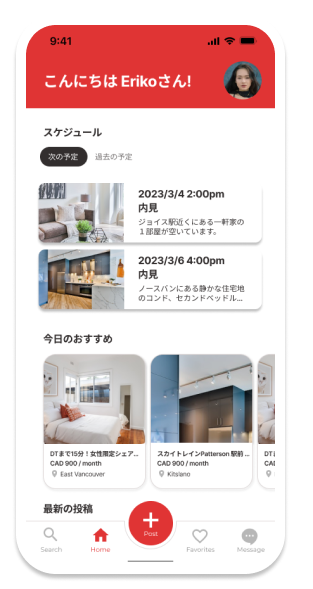 9:41
こんにちは Erikoさん!
スケジュール
次の予定 過去の予定
2023/3/4 2:00pm
内見
ジョイス駅近くにある一軒家の
１部屋が空いています。
2023/3/6 4:00pm
内見
ノースバンにある静かな住宅地
のコンド、セカンドベッドル...
今日のおすすめ
DTまで15分！女性限定シェア...
CAD 900 / month
East Vancouver
スカイトレインPatterson 駅前...
CAD 900 / month
Kitslano
DT
CAD
最新の投稿
Search
Home
Post
Favorites
Message